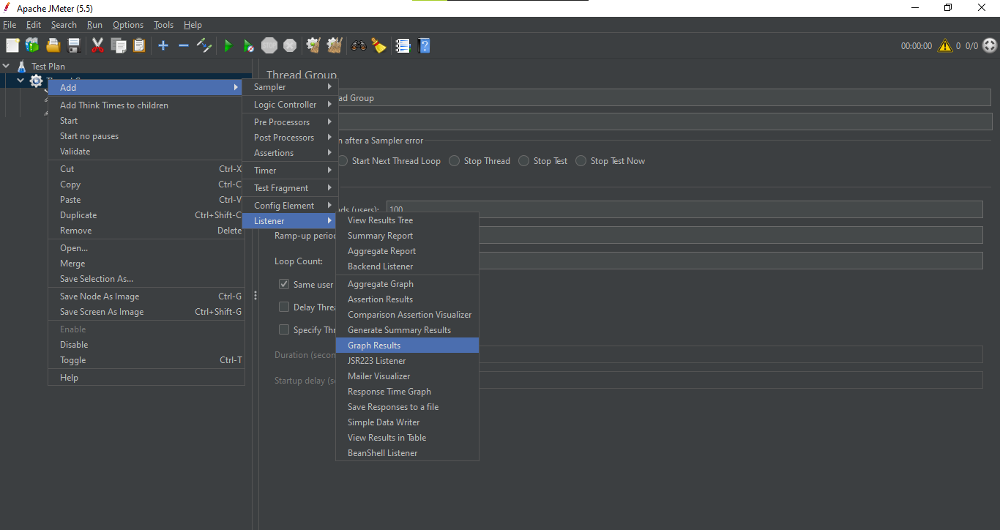 Apache JMeter (5.5)
File Edit Search Run Options Tools Help
STOP
00:00:00 0 0/0
Test Plan
Thread Group
ad Group
n after a Sampler error
Start Next Thread Loop Stop Thread Stop Test Stop Test Now
100
Ramp-up
Loop Count:
Same user
Delay
Specify
Duration
Startup delay
Add
Add Think Times to children
Start
Start no pauses
Validate
Cut Ctrl-X
Copy Ctrl-C
Paste Ctrl-V
Duplicate Ctrl+Shift-C
Remove Delete
Open...
Merge
Save Selection As...
Save Node As Image Ctrl-G
Save Screen As Image Ctrl+Shift-G
Enable
Disable
Toggle Ctrl-T
Help
Sampler
Logic Controller
Pre Processors
Post Processors
Assertions
Timer
Test Fragment
Config Element
Listener
View Results Tree
Summary Report
Aggregate Report
Backend Listener
Aggregate Graph
Assertion Results
Comparison Assertion Visualizer
Generate Summary Results
Graph Results
JSR223 Listener
Mailer Visualizer
Response Time Graph
Save Responses to a file
Simple Data Writer
View Results in Table
BeanShell Listener